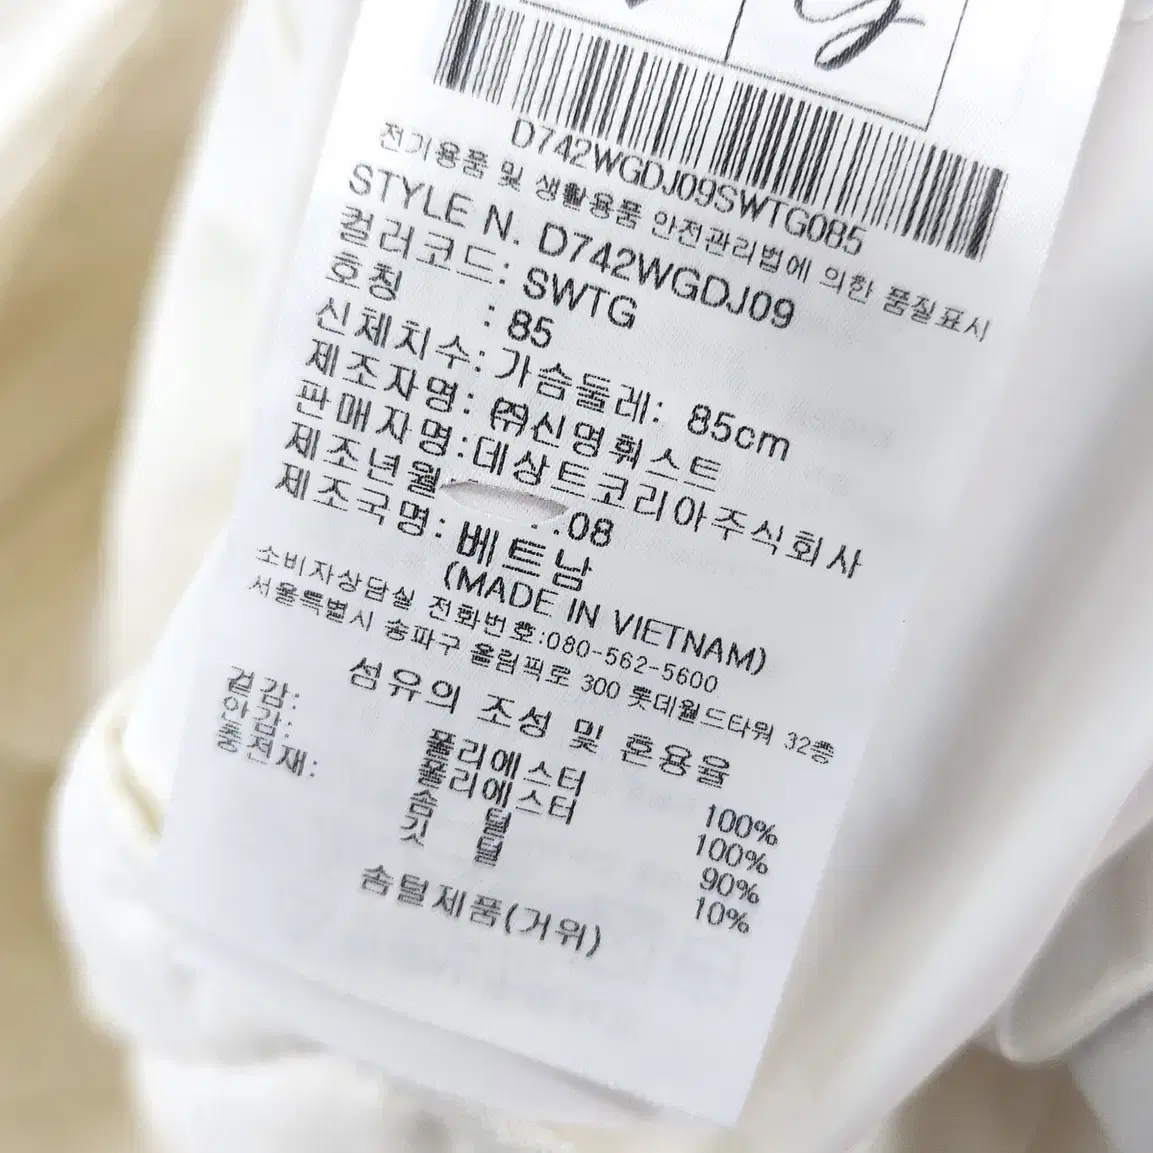 D742WGDJ09SWTG085
전기용품 및 생활용품 안전관리법에 의한 품질표시
STYLE N. D742WGDJ09
컬러코드: SWTG
호칭 : 85
신체치수: 가슴둘레: 85cm
제조자명: ㈜신명훠스트
판매자명:데상트코리아주식회사
제조년월: .08
제조국명: 베트남
(MADE IN VIETNAM)
소비자상담실 전화번호:080-562-5600
서울특별시 송파구 올림픽로 300 롯데월드타워 32층
섬유의 조성 및 혼용율
겉감: 폴리에스터 100%
안감: 폴리에스터 100%
충전재: 솜털 90%
깃털 10%
솜털제품(거위)